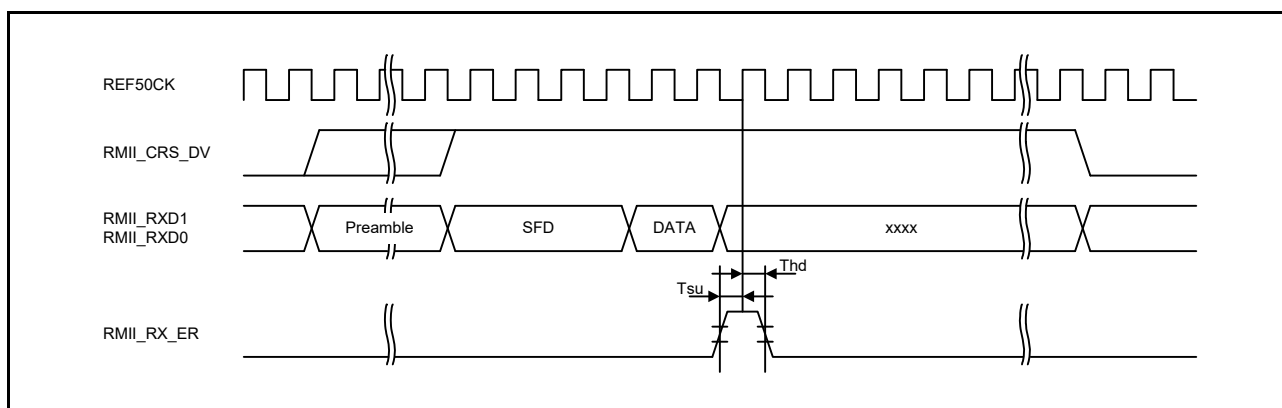 REF50CK
RMII_CRS_DV
RMII_RXD1
RMII_RXD0
Preamble
SFD
DATA
xxxx
Thd
Tsu
RMII_RX_ER